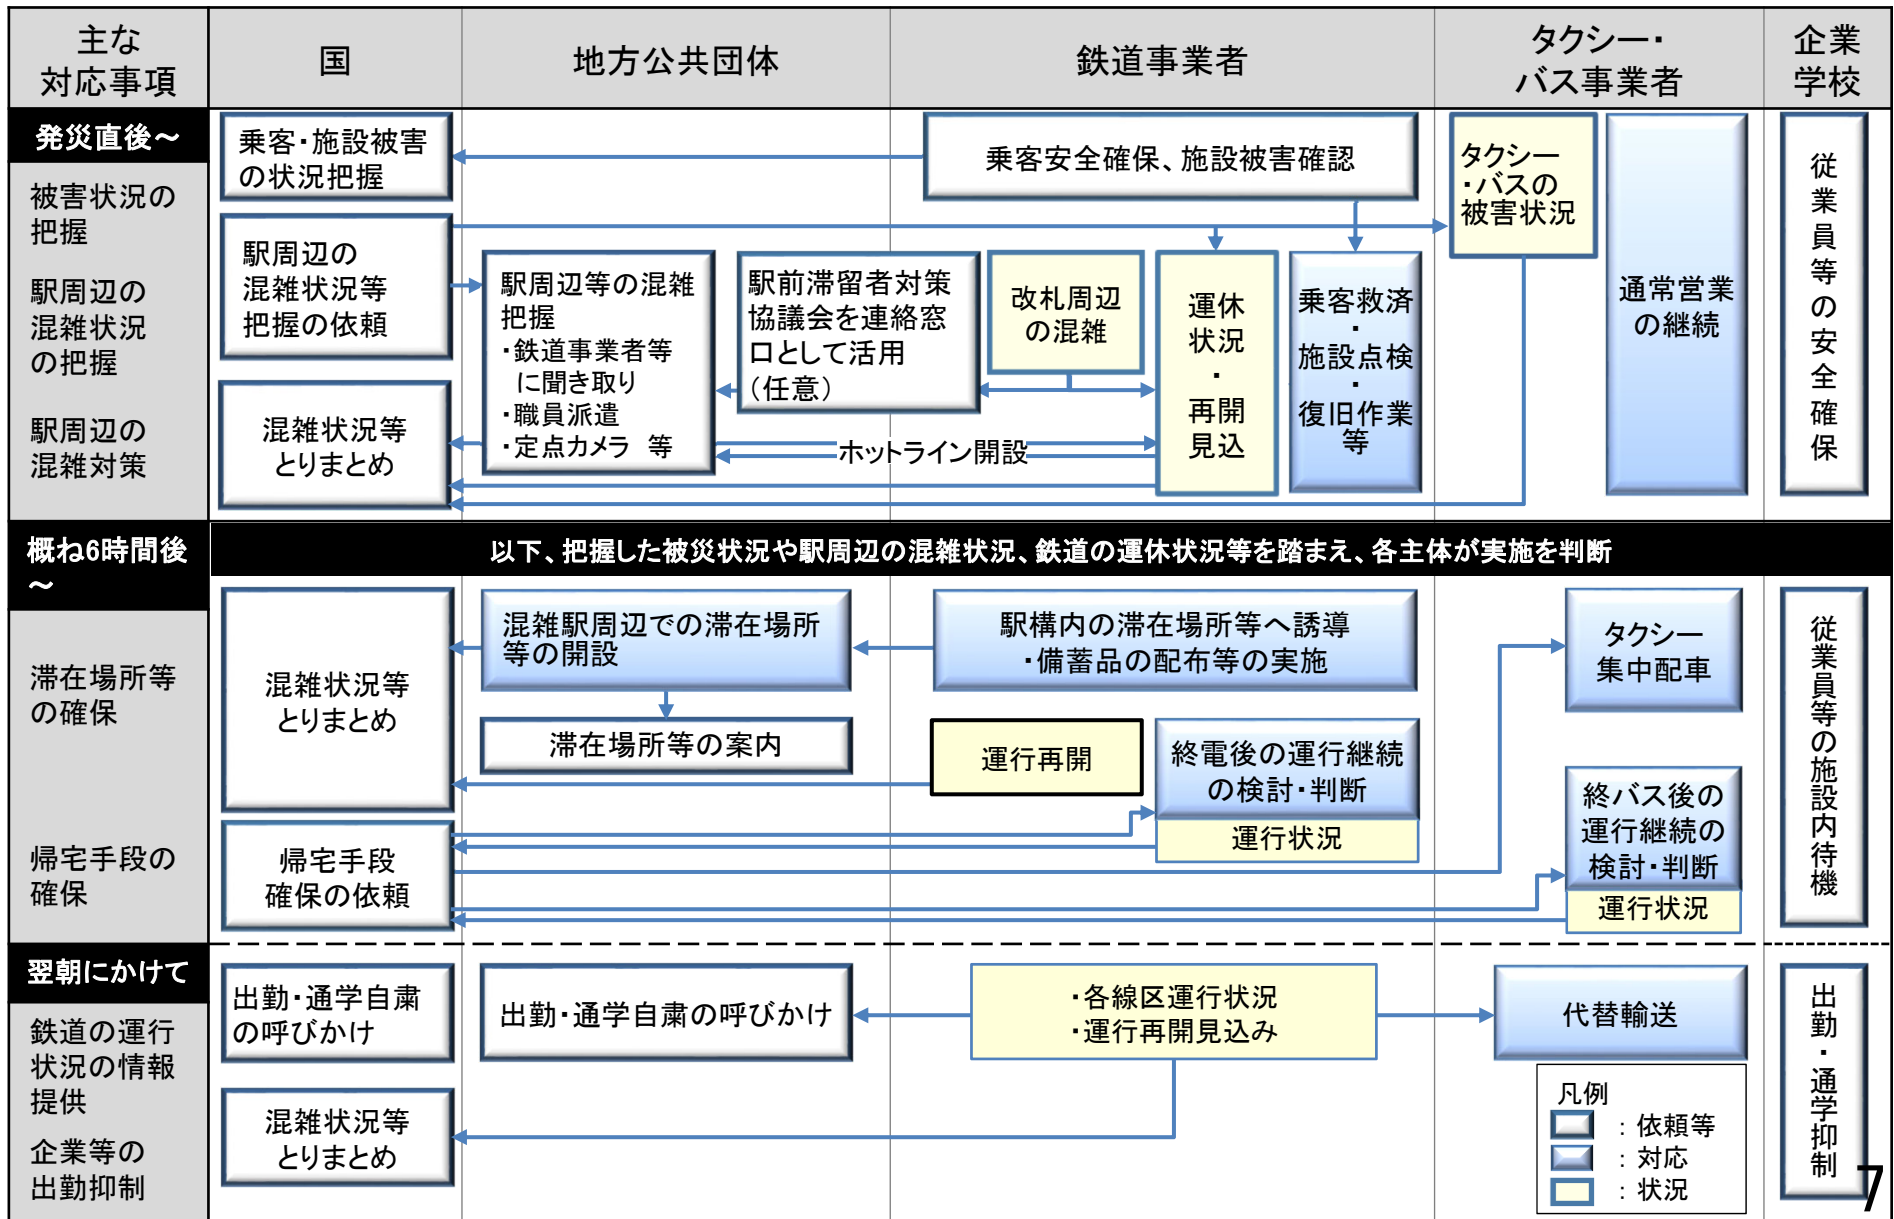 主な
対応事項
国
地方公共団体
鉄道事業者
タクシー・
バス事業者
企業
学校
発災直後～
被害状況の
把握
駅周辺の
混雑状況
の把握
駅周辺の
混雑対策
乗客・施設被害
の状況把握
駅周辺の
混雑状況等
把握の依頼
混雑状況等
とりまとめ
駅周辺等の混雑
把握
・鉄道事業者等
に聞き取り
・職員派遣
・定点カメラ 等
駅前滞留者対策
協議会を連絡窓
口として活用
（任意）
ホットライン開設
乗客安全確保、施設被害確認
改札周辺
の混雑
運休
状況
・
再開
見込
乗客救済
・
施設点検
・
復旧作業
等
タクシー
・バスの
被害状況
通常営業
の継続
従業員等の安全確保
概ね6時間後
～
以下、把握した被災状況や駅周辺の混雑状況、鉄道の運休状況等を踏まえ、各主体が実施を判断
滞在場所等
の確保
帰宅手段の
確保
混雑状況等
とりまとめ
帰宅手段
確保の依頼
混雑駅周辺での滞在場所
等の開設
滞在場所等の案内
駅構内の滞在場所等へ誘導
・備蓄品の配布等の実施
運行再開
終電後の運行継続
の検討・判断
運行状況
タクシー
集中配車
終バス後の
運行継続の
検討・判断
運行状況
従業員等の施設内待機
翌朝にかけて
鉄道の運行
状況の情報
提供
企業等の
出勤抑制
出勤・通学自粛
の呼びかけ
混雑状況等
とりまとめ
出勤・通学自粛の呼びかけ
・各線区運行状況
・運行再開見込み
代替輸送
出勤・通学抑制
凡例
：依頼等
：対応
：状況
7